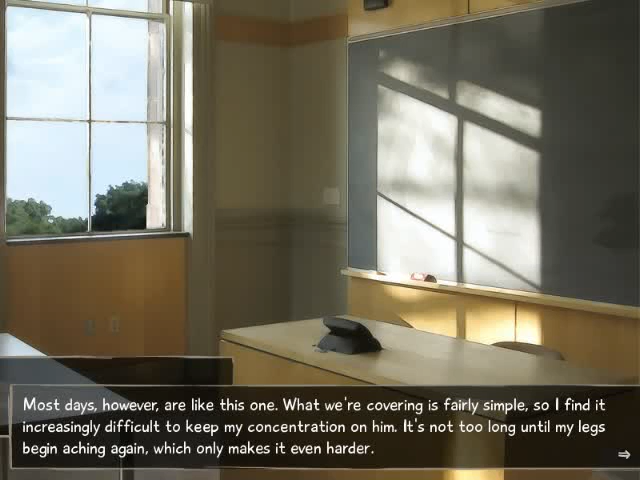 Most days, however, are like this one. What we're covering is fairly simple, so I find it
increasingly difficult to keep my concentration on him. It's not too long until my legs
begin aching again, which only makes it even harder.